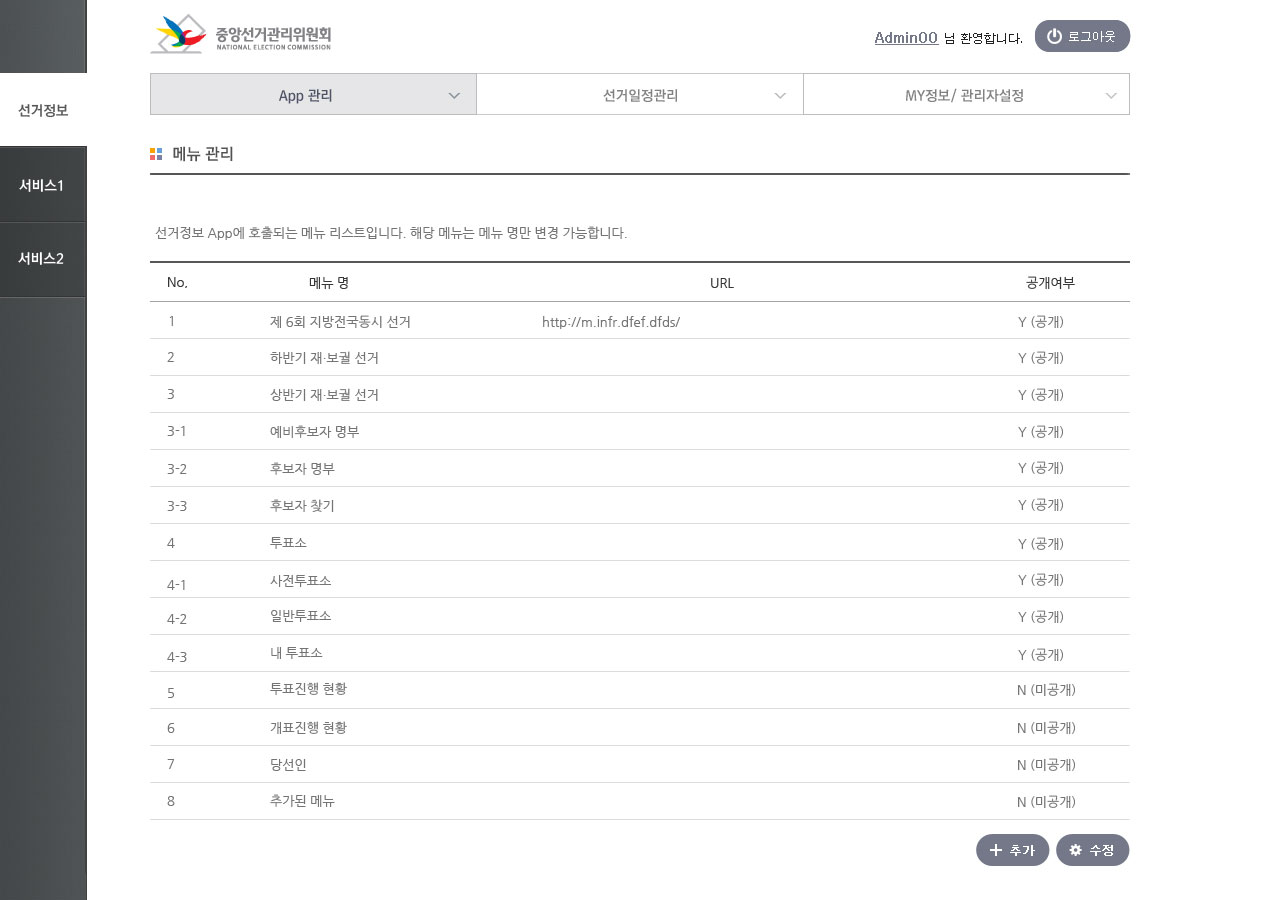 중앙선거관리위원회
NATIONAL ELECTION COMMISSION
Admin00 님 환영합니다.
로그아웃
선거정보
서비스1
서비스2
App 관리
선거일정관리
MY정보/ 관리자설정
메뉴 관리
선거정보 App에 호출되는 메뉴 리스트입니다. 해당 메뉴는 메뉴 명만 변경 가능합니다.
No. 메뉴 명 URL 공개여부
1 제 6회 지방전국동시 선거 http://m.infr.dfef.dfds/ Y (공개)
2 하반기 재·보궐 선거 Y (공개)
3 상반기 재·보궐 선거 Y (공개)
3-1 예비후보자 명부 Y (공개)
3-2 후보자 명부 Y (공개)
3-3 후보자 찾기 Y (공개)
4 투표소 Y (공개)
4-1 사전투표소 Y (공개)
4-2 일반투표소 Y (공개)
4-3 내 투표소 Y (공개)
5 투표진행 현황 N (미공개)
6 개표진행 현황 N (미공개)
7 당선인 N (미공개)
8 추가된 메뉴 N (미공개)
추가
수정